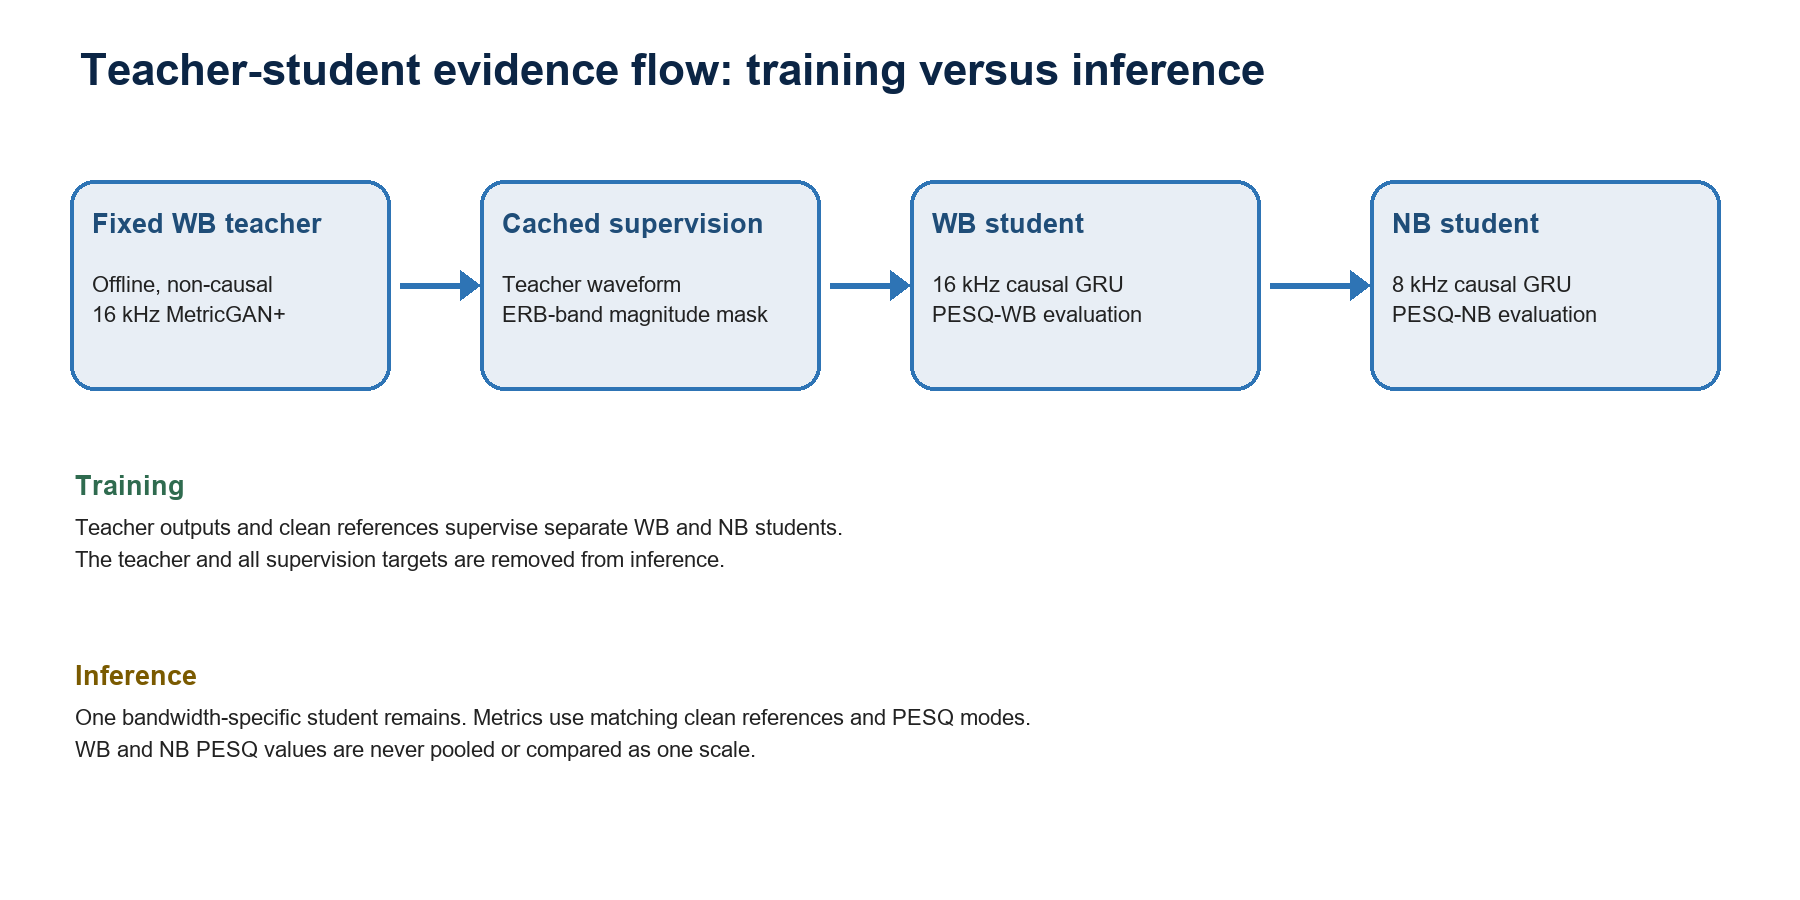 Teacher-student evidence flow: training versus inference
Fixed WB teacher
Offline, non-causal
16 kHz MetricGAN+
Cached supervision
Teacher waveform
ERB-band magnitude mask
WB student
16 kHz causal GRU
PESQ-WB evaluation
NB student
8 kHz causal GRU
PESQ-NB evaluation
Training
Teacher outputs and clean references supervise separate WB and NB students.
The teacher and all supervision targets are removed from inference.
Inference
One bandwidth-specific student remains. Metrics use matching clean references and PESQ modes.
WB and NB PESQ values are never pooled or compared as one scale.